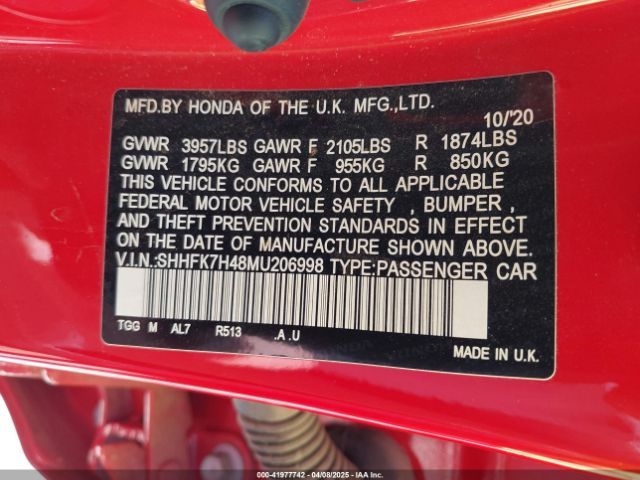 MFD.BY HONDA OF THE U.K. MFG.,LTD.
10/'20
GVWR 3957LBS GAWR F 2105LBS R 1874LBS
GVWR 1795KG GAWR F 955KG R 850KG
THIS VEHICLE CONFORMS TO ALL APPLICABLE
FEDERAL MOTOR VEHICLE SAFETY , BUMPER ,
AND THEFT PREVENTION STANDARDS IN EFFECT
ON THE DATE OF MANUFACTURE SHOWN ABOVE.
V.I.N.:SHHFK7H48MU206998 TYPE:PASSENGER CAR
TGG M AL7 R513 .A .U
MADE IN U.K.
000-41977742 - 04/08/2025 - IAAI.com